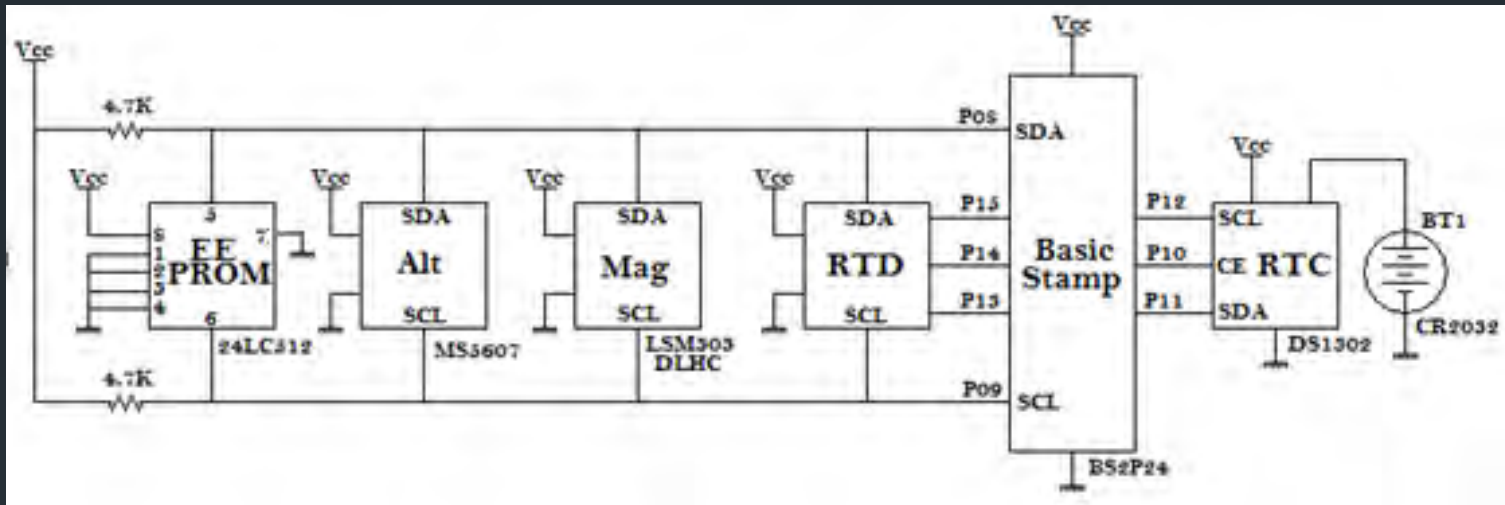 Vcc
Vcc
4.7K
P08
SDA
Vcc
Vcc
Vcc
Vcc
Vcc
5
SDA
SDA
SDA
P15
P12
SCL
BT1
8
7
1
2
3
4
EE
PROM
Alt
Mag
RTD
P14
Basic
Stamp
P10
CE RTC
6
SCL
SCL
SCL
P13
P11
SDA
CR2032
24LC512
MS5607
LSM303
DLHC
DS1302
4.7K
P09
SCL
BS2P24